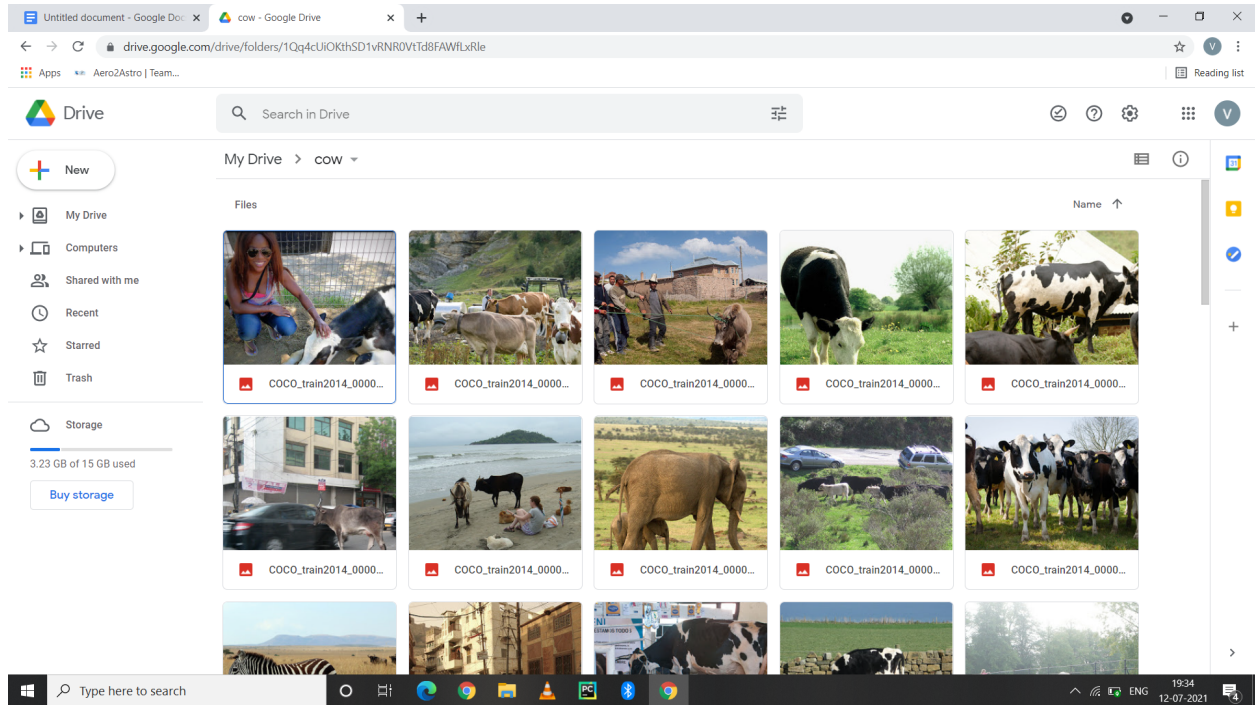 Untitled document - Google Doc
cow - Google Drive
drive.google.com/drive/folders/1Qq4cUiOKthSD1vRNR0VtTd8FAWfLxRle
V
Apps
Aero2Astro | Team...
Reading list
Drive
Search in Drive
V
New
My Drive > cow
31
My Drive
Computers
Shared with me
Recent
Starred
Trash
Storage
3.23 GB of 15 GB used
Buy storage
Files
Name
COCO_train2014_0000...
COCO_train2014_0000...
COCO_train2014_0000...
COCO_train2014_0000...
COCO_train2014_0000...
COCO_train2014_0000...
COCO_train2014_0000...
COCO_train2014_0000...
COCO_train2014_0000...
COCO_train2014_0000...
Type here to search
PC
ENG
19:34
12-07-2021
4